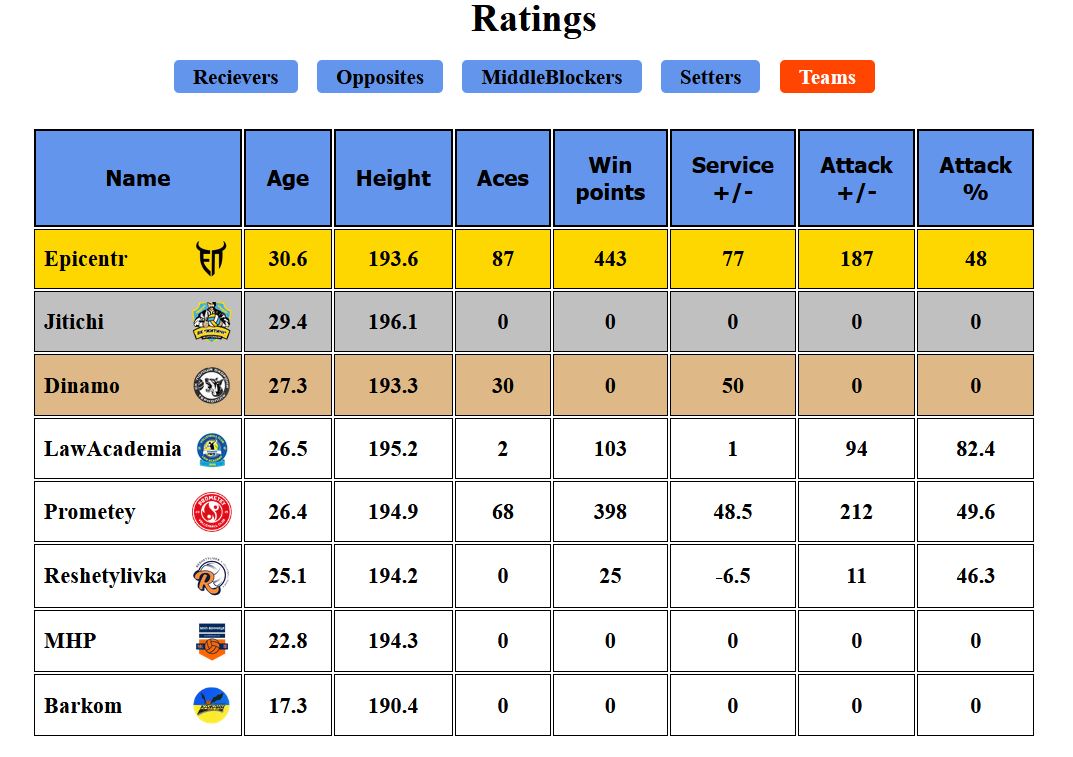 Ratings
Recievers Opposites MiddleBlockers Setters Teams
Name Age Height Aces Win points Service +/- Attack +/- Attack %
Epicentr 30.6 193.6 87 443 77 187 48
Jitichi 29.4 196.1 0 0 0 0 0
Dinamo 27.3 193.3 30 0 50 0 0
LawAcademia 26.5 195.2 2 103 1 94 82.4
Prometey 26.4 194.9 68 398 48.5 212 49.6
Reshetylivka 25.1 194.2 0 25 -6.5 11 46.3
MHP 22.8 194.3 0 0 0 0 0
Barkom 17.3 190.4 0 0 0 0 0